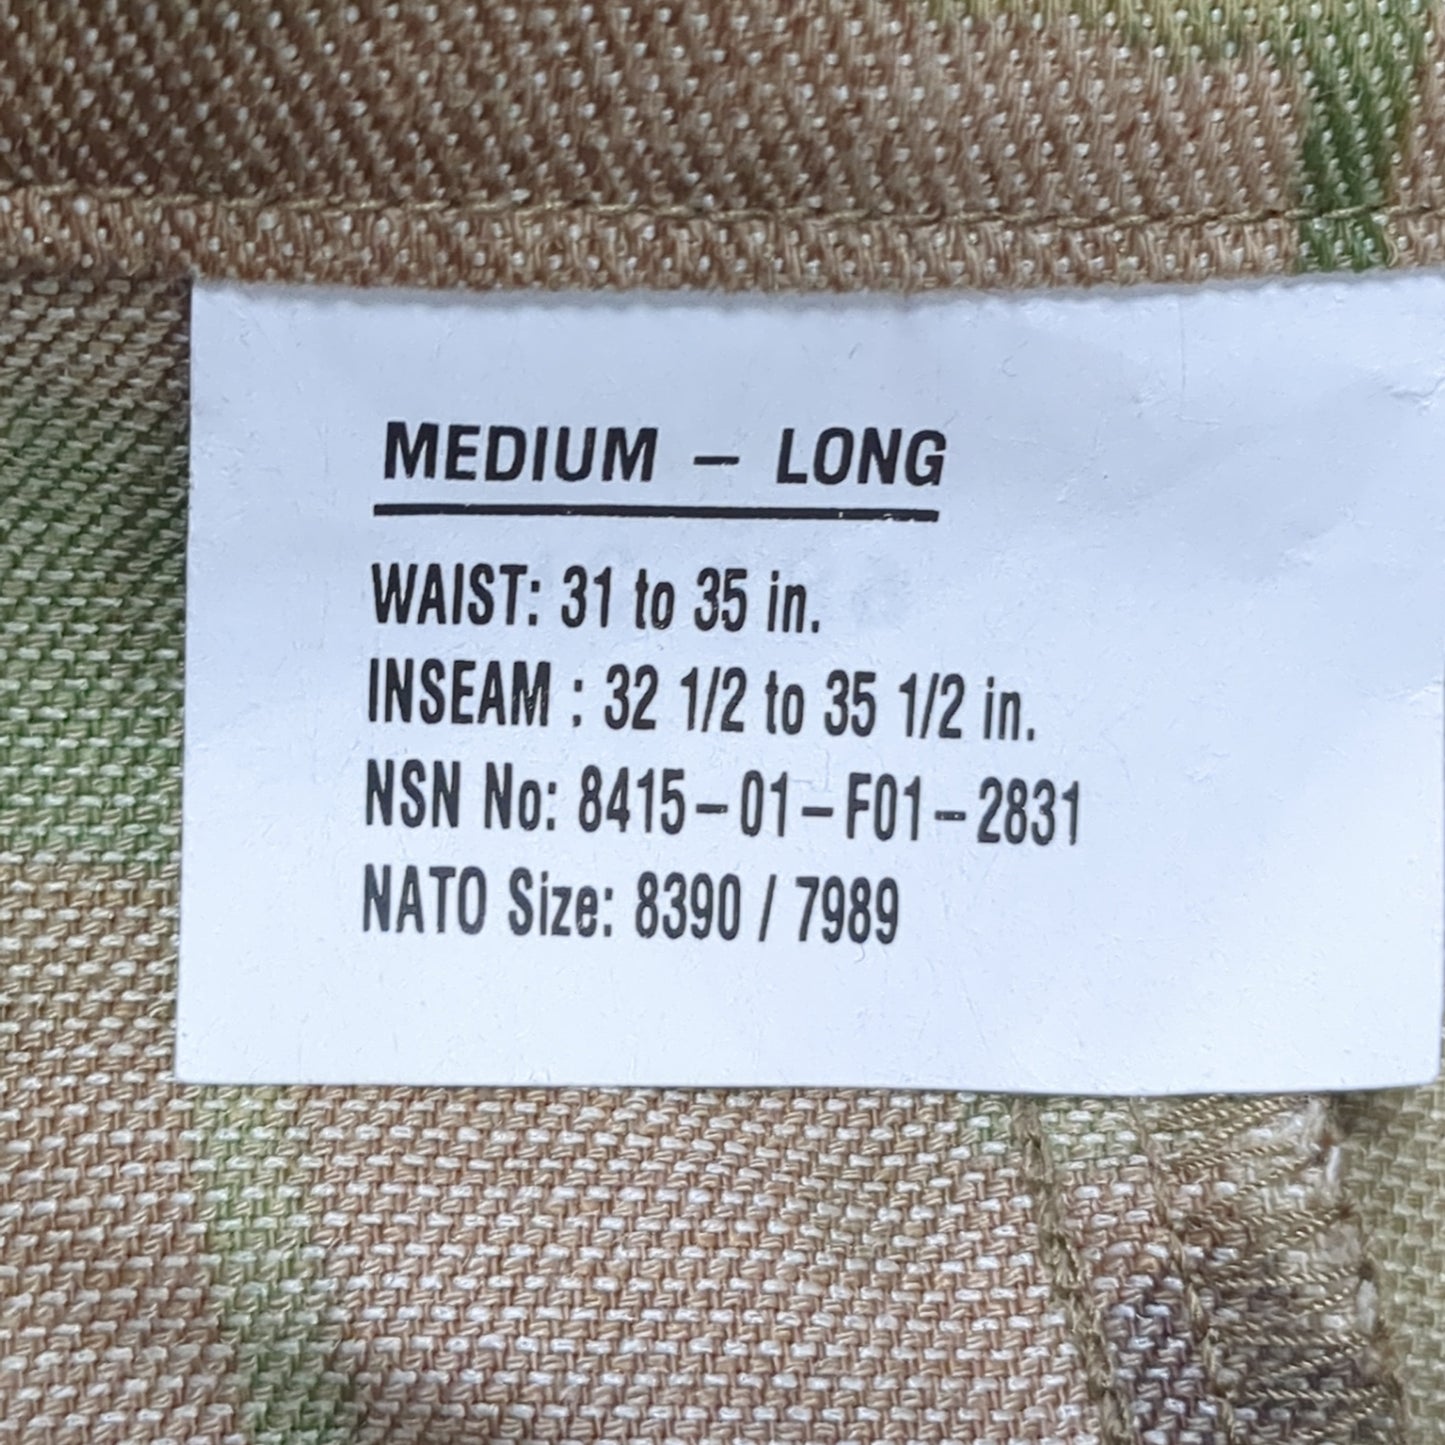 MEDIUM – LONG
WAIST: 31 to 35 in.
INSEAM : 32 1/2 to 35 1/2 in.
NSN No: 8415–01–F01–2831
NATO Size: 8390 / 7989